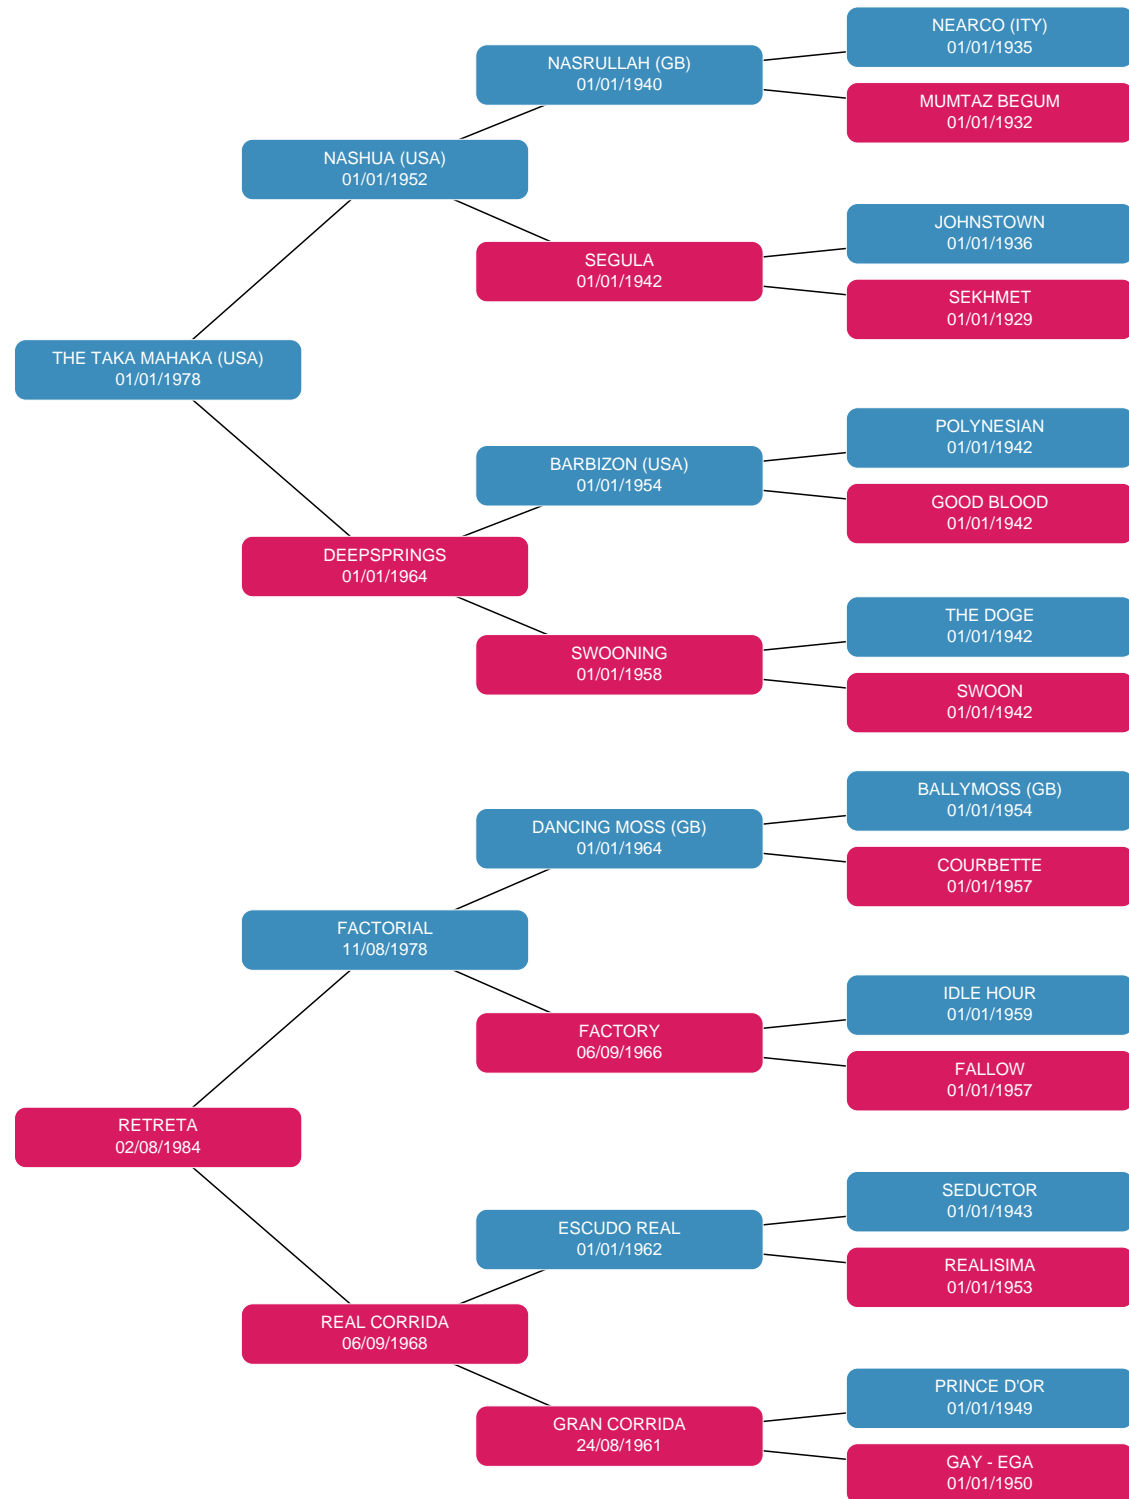 NEARCO (ITY)
01/01/1935
NASRULLAH (GB)
01/01/1940
MUMTAZ BEGUM
01/01/1932
NASHUA (USA)
01/01/1952
JOHNSTOWN
01/01/1936
SEGULA
01/01/1942
SEKHMET
01/01/1929
THE TAKA MAHAKA (USA)
01/01/1978
POLYNESIAN
01/01/1942
BARBIZON (USA)
01/01/1954
GOOD BLOOD
01/01/1942
DEEPSPRINGS
01/01/1964
THE DOGE
01/01/1942
SWOONING
01/01/1958
SWOON
01/01/1942
BALLYMOSS (GB)
01/01/1954
DANCING MOSS (GB)
01/01/1964
COURBETTE
01/01/1957
FACTORIAL
11/08/1978
IDLE HOUR
01/01/1959
FACTORY
06/09/1966
FALLOW
01/01/1957
RETRETA
02/08/1984
SEDUCTOR
01/01/1943
ESCUDO REAL
01/01/1962
REALISIMA
01/01/1953
REAL CORRIDA
06/09/1968
PRINCE D'OR
01/01/1949
GRAN CORRIDA
24/08/1961
GAY - EGA
01/01/1950